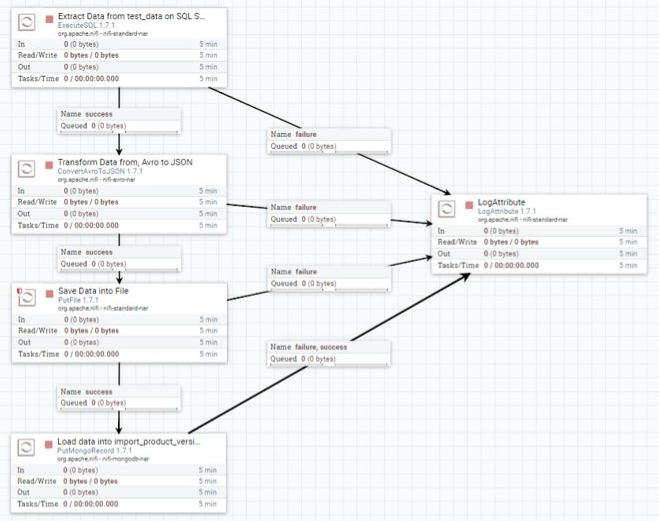 Extract Data from test_data on SQL S...
ExecuteSQL 1.7.1
org.apache.nifi - nifi-standard-nar
In 0 (0 bytes) 5 min
Read/Write 0 bytes / 0 bytes 5 min
Out 0 (0 bytes) 5 min
Tasks/Time 0 / 00:00:00.000 5 min
Name success
Queued 0 (0 bytes)
Name failure
Queued 0 (0 bytes)
Transform Data from, Avro to JSON
ConvertAvroToJSON 1.7.1
org.apache.nifi - nifi-avro-nar
In 0 (0 bytes) 5 min
Read/Write 0 bytes / 0 bytes 5 min
Out 0 (0 bytes) 5 min
Tasks/Time 0 / 00:00:00.000 5 min
Name failure
Queued 0 (0 bytes)
LogAttribute
LogAttribute 1.7.1
org.apache.nifi - nifi-standard-nar
In 0 (0 bytes) 5 min
Read/Write 0 bytes / 0 bytes 5 min
Out 0 (0 bytes) 5 min
Tasks/Time 0 / 00:00:00.000 5 min
Name success
Queued 0 (0 bytes)
Name failure
Queued 0 (0 bytes)
Save Data into File
PutFile 1.7.1
org.apache.nifi - nifi-standard-nar
In 0 (0 bytes) 5 min
Read/Write 0 bytes / 0 bytes 5 min
Out 0 (0 bytes) 5 min
Tasks/Time 0 / 00:00:00.000 5 min
Name failure, success
Queued 0 (0 bytes)
Name success
Queued 0 (0 bytes)
Load data into import_product_versi...
PutMongoRecord 1.7.1
org.apache.nifi - nifi-mongodb-nar
In 0 (0 bytes) 5 min
Read/Write 0 bytes / 0 bytes 5 min
Out 0 (0 bytes) 5 min
Tasks/Time 0 / 00:00:00.000 5 min